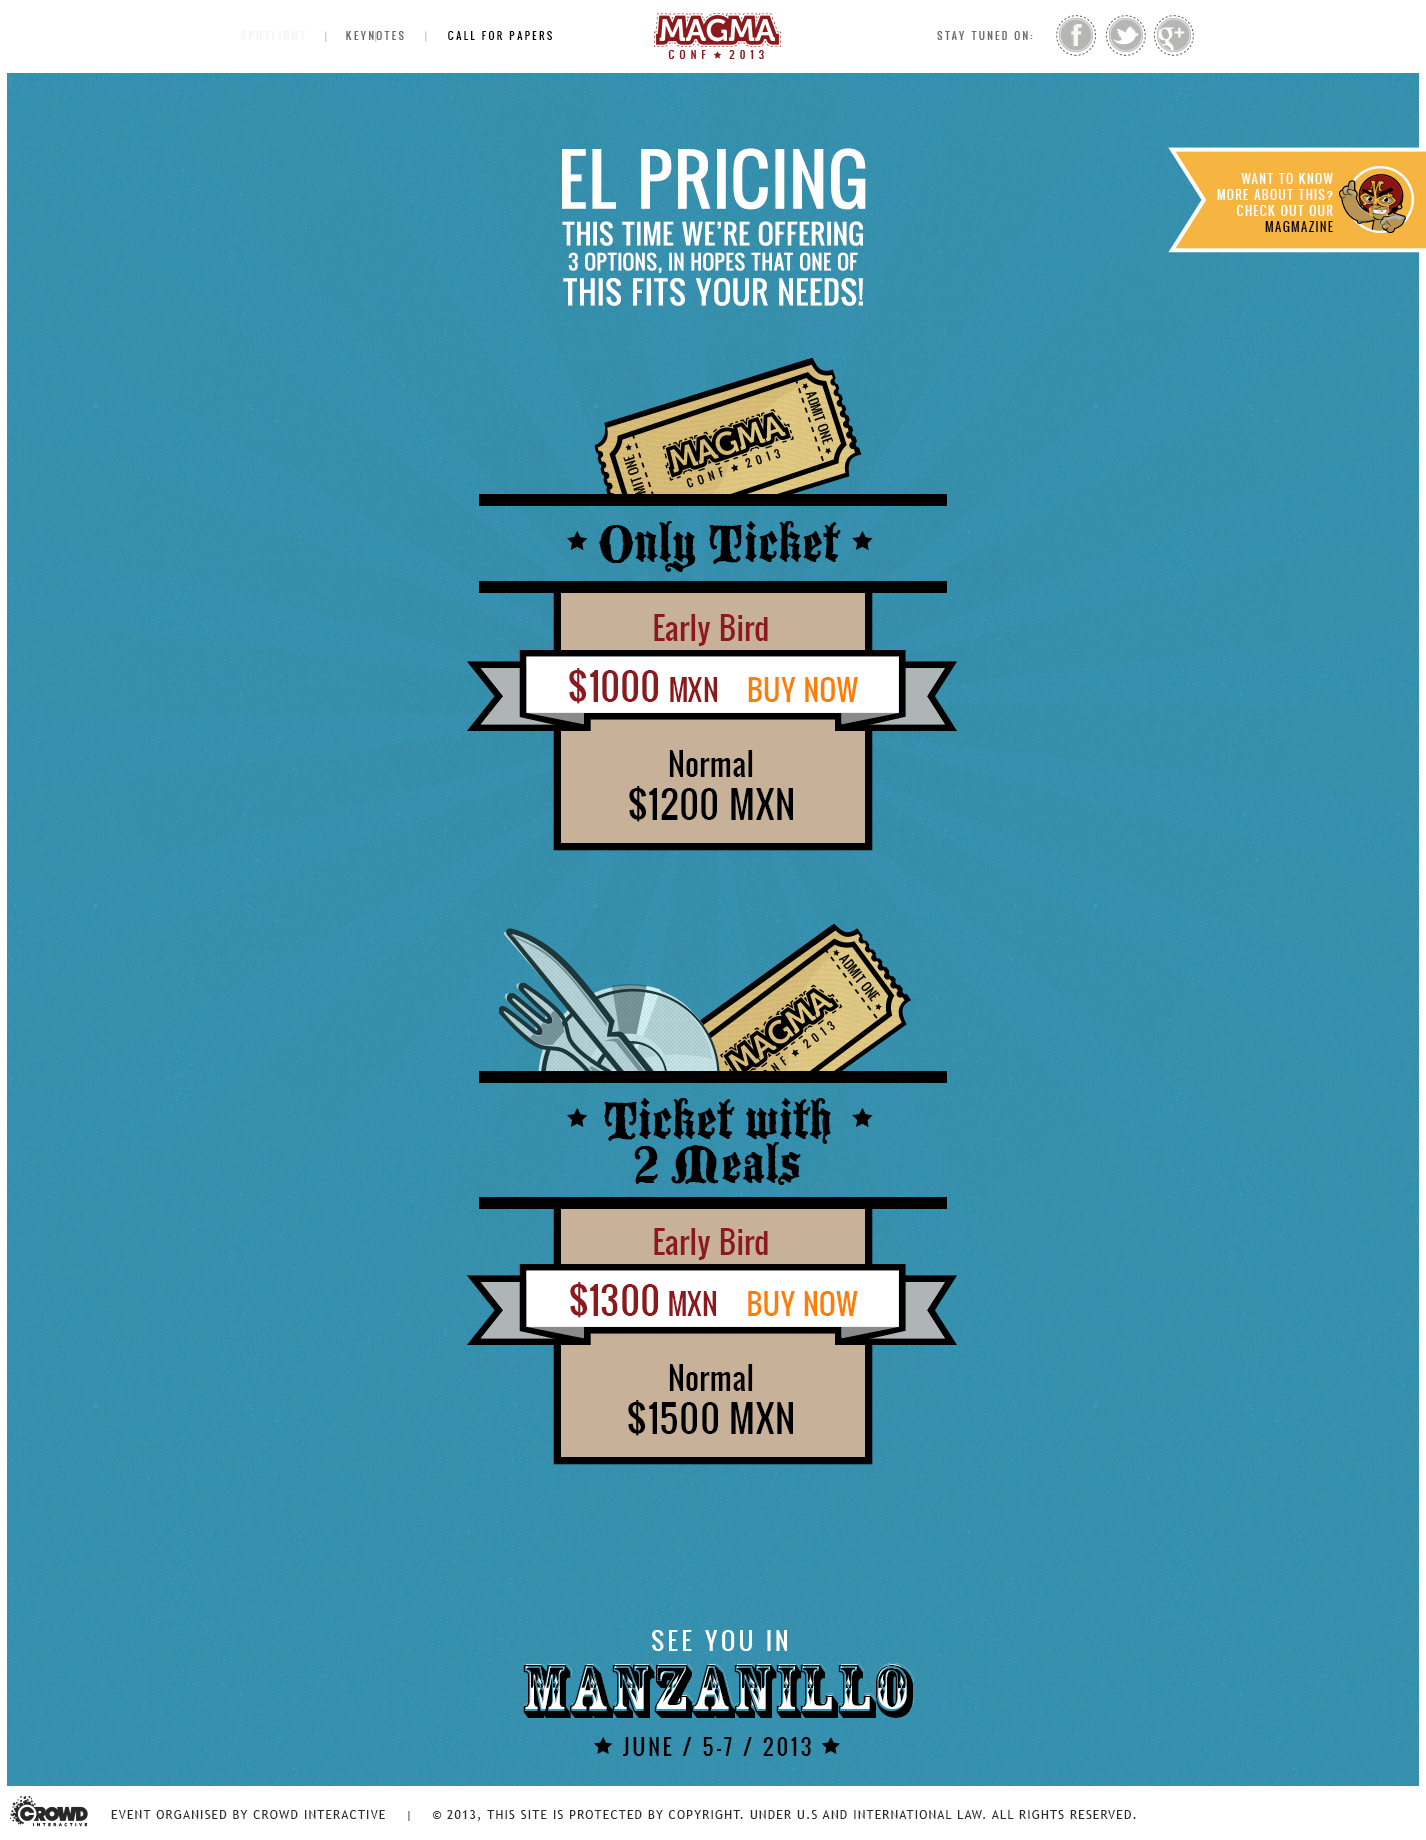 SPOTLIGHT | KEYNOTES | CALL FOR PAPERS
MAGMA
CONF ★ 2013
STAY TUNED ON:
f
g+
EL PRICING
THIS TIME WE'RE OFFERING
3 OPTIONS, IN HOPES THAT ONE OF
THIS FITS YOUR NEEDS!
WANT TO KNOW
MORE ABOUT THIS?
CHECK OUT OUR
MAGMAZINE
ADMIT ONE
MAGMA
CONF ★ 2013
MIT ONE
★ Only Ticket ★
Early Bird
$1000 MXN BUY NOW
Normal
$1200 MXN
ADMIT ONE
MAGMA
ONF ★ 2013
★ Ticket with ★
2 Meals
Early Bird
$1300 MXN BUY NOW
Normal
$1500 MXN
SEE YOU IN
MANZANILLO
★ JUNE / 5-7 / 2013 ★
CROWD
INTERACTIVE
EVENT ORGANISED BY CROWD INTERACTIVE | © 2013, THIS SITE IS PROTECTED BY COPYRIGHT. UNDER U.S AND INTERNATIONAL LAW. ALL RIGHTS RESERVED.